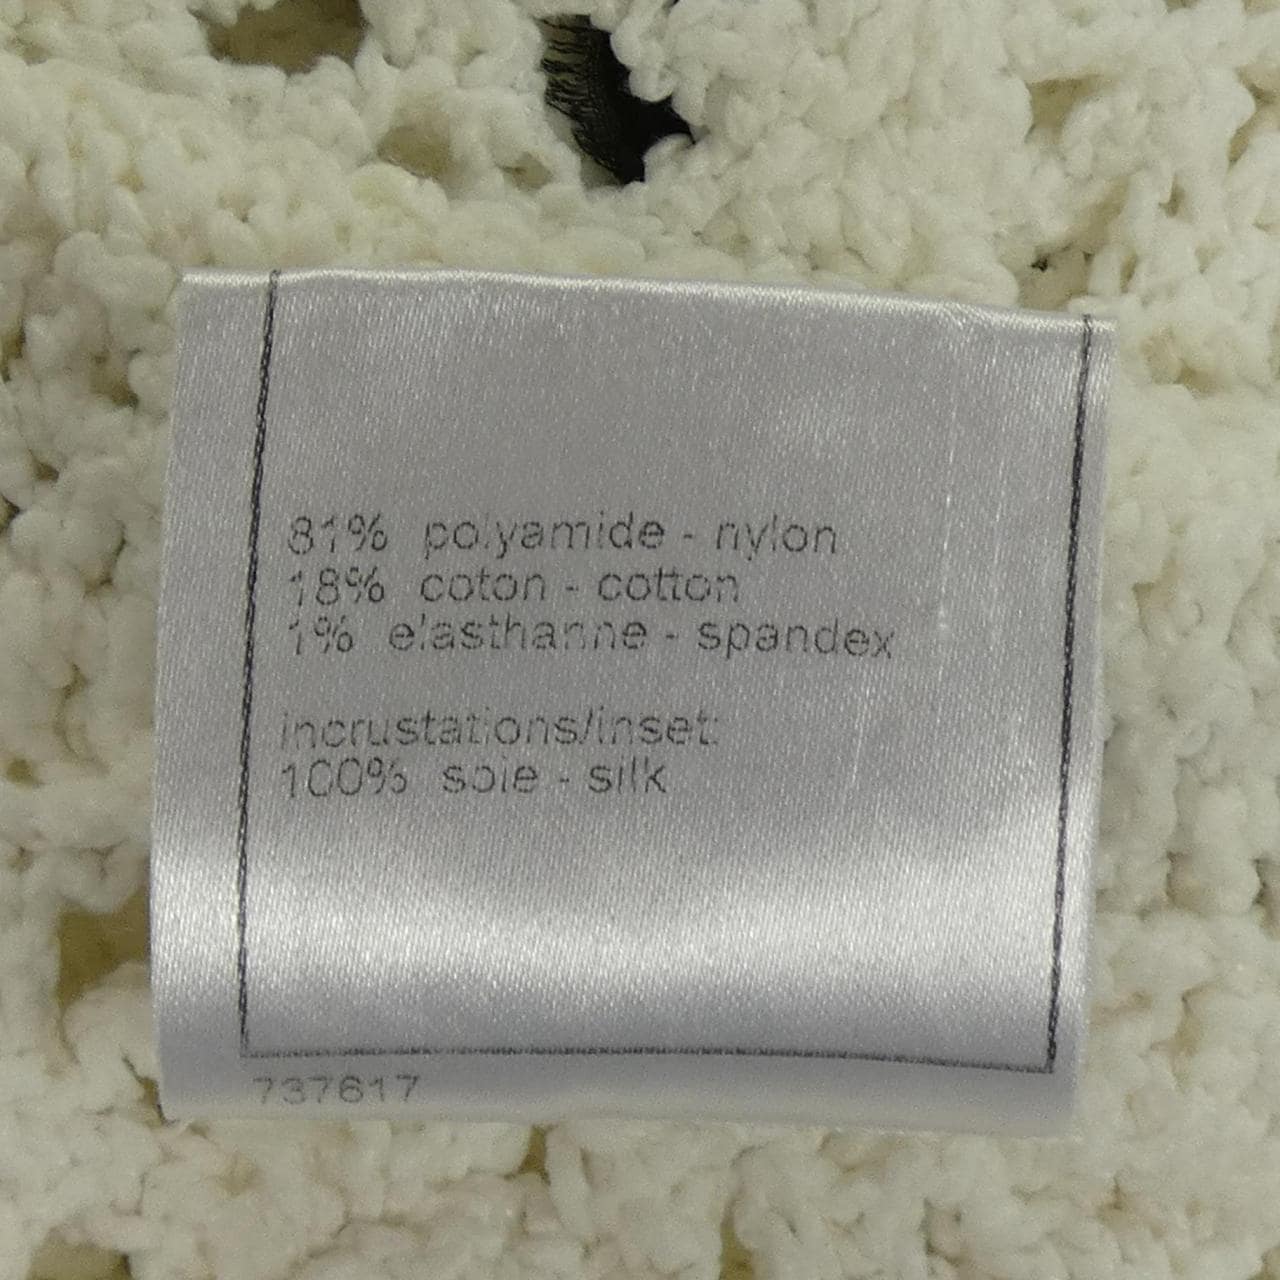 81% polyamide - nylon
18% coton - cotton
1% elasthanne - spandex
incrustations/inset:
100% soie - silk
737617